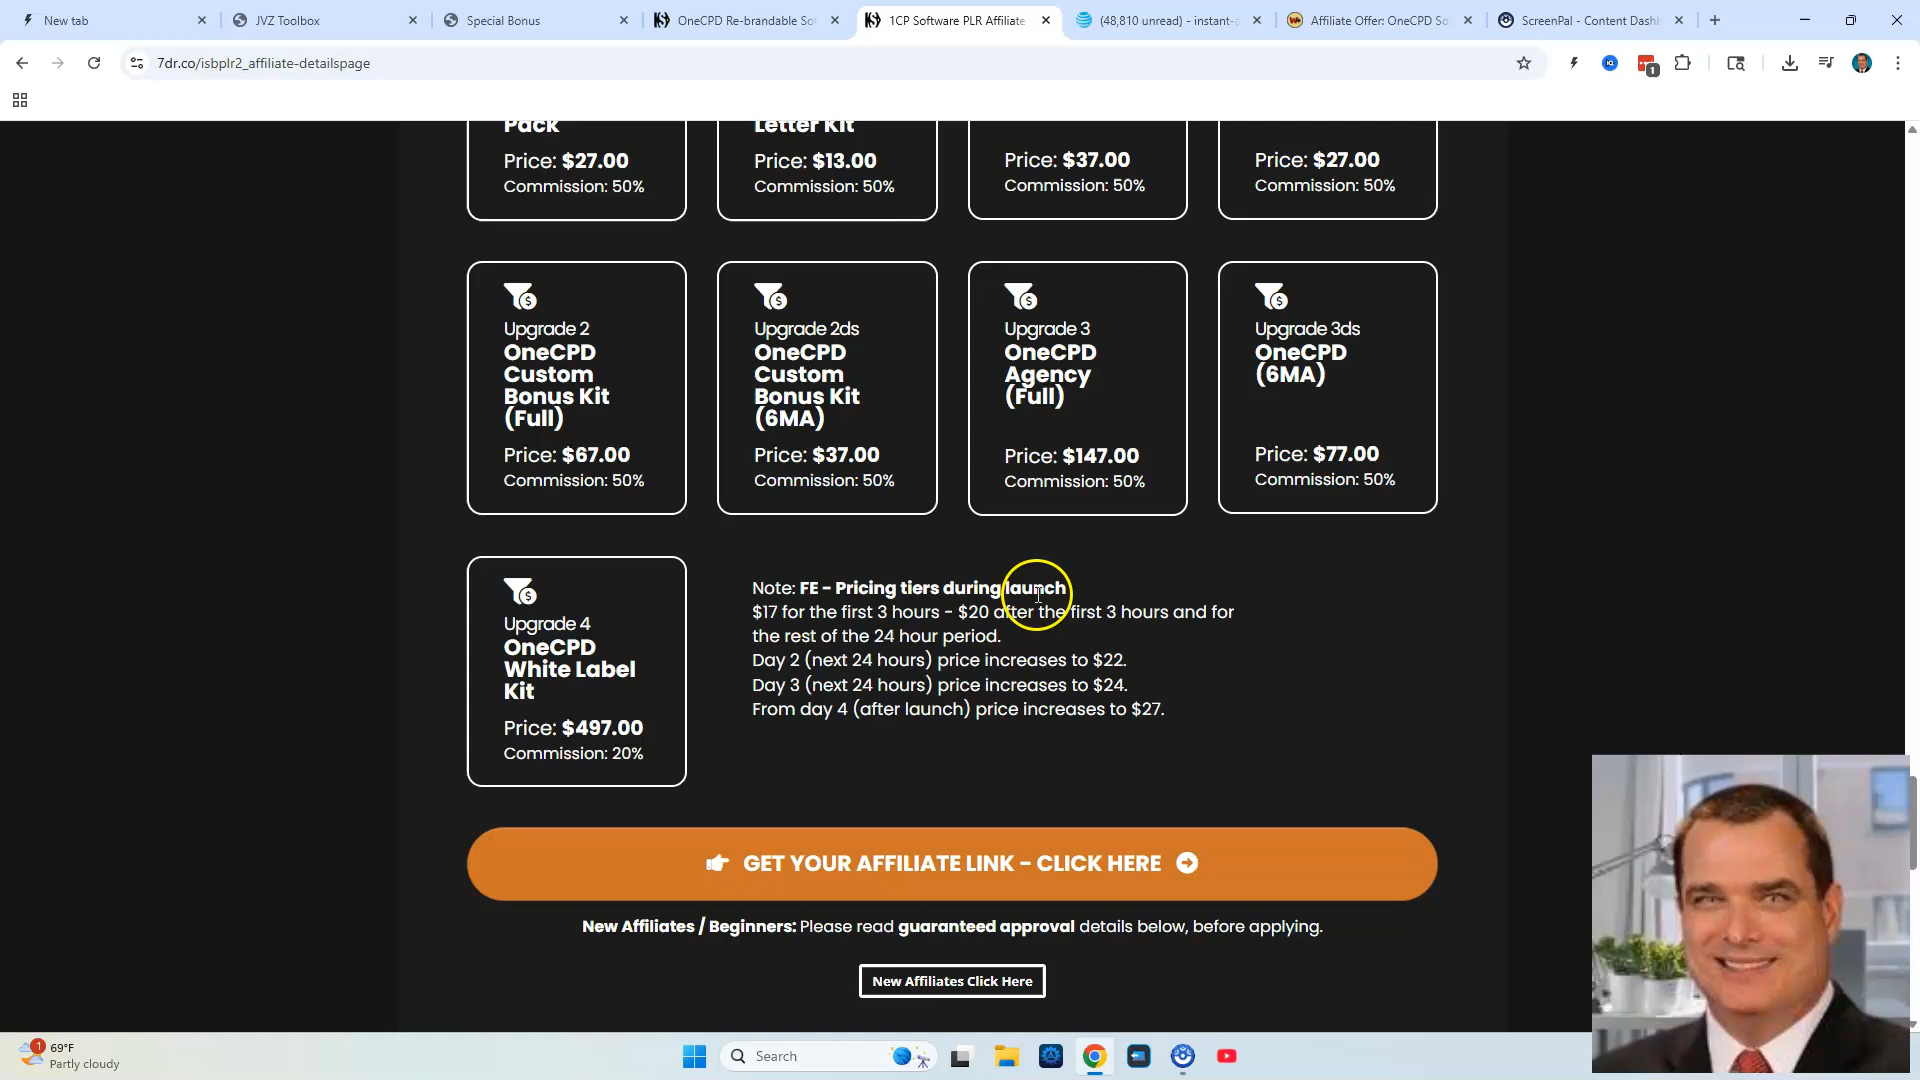 New tab
JVZ Toolbox
Special Bonus
OneCPD Re-brandable So
1CP Software PLR Affiliate
(48,810 unread) - instant-
Affiliate Offer: OneCPD So
ScreenPal - Content Dash
7dr.co/isbplr2_affiliate-detailspage
1
Pack
Price: $27.00
Commission: 50%
Letter Kit
Price: $13.00
Commission: 50%
Price: $37.00
Commission: 50%
Price: $27.00
Commission: 50%
Upgrade 2
OneCPD
Custom
Bonus Kit
(Full)
Price: $67.00
Commission: 50%
Upgrade 2ds
OneCPD
Custom
Bonus Kit
(6MA)
Price: $37.00
Commission: 50%
Upgrade 3
OneCPD
Agency
(Full)
Price: $147.00
Commission: 50%
Upgrade 3ds
OneCPD
(6MA)
Price: $77.00
Commission: 50%
Upgrade 4
OneCPD
White Label
Kit
Price: $497.00
Commission: 20%
Note: FE - Pricing tiers during launch
$17 for the first 3 hours - $20 after the first 3 hours and for
the rest of the 24 hour period.
Day 2 (next 24 hours) price increases to $22.
Day 3 (next 24 hours) price increases to $24.
From day 4 (after launch) price increases to $27.
GET YOUR AFFILIATE LINK - CLICK HERE
New Affiliates / Beginners: Please read guaranteed approval details below, before applying.
New Affiliates Click Here
1
69°F
Partly cloudy
Search